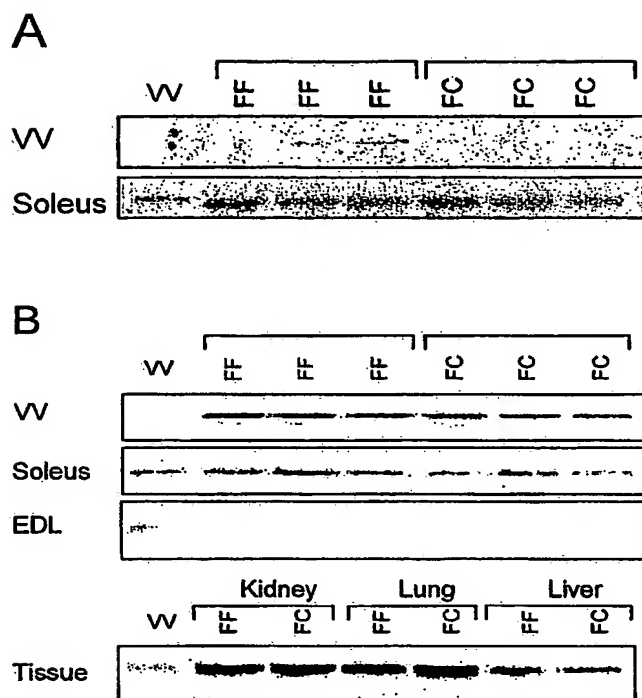 A
VV FF FF FF FC FC FC
VV
Soleus
B
VV FF FF FF FC FC FC
VV
Soleus
EDL
Kidney Lung Liver
VV FF FC FF FC FF FC
Tissue